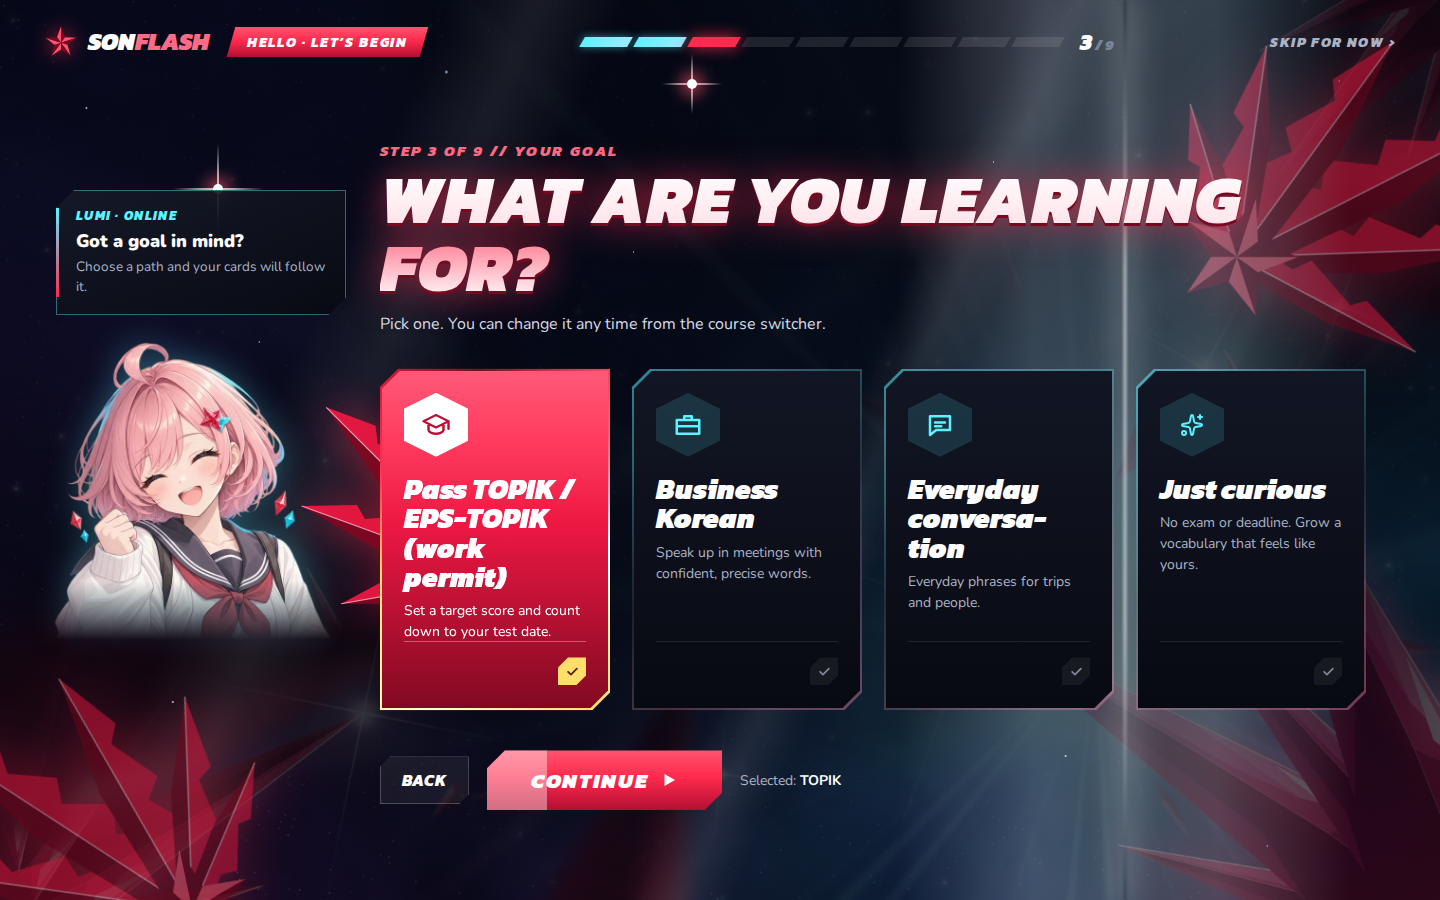 SONFLASH
HELLO · LET'S BEGIN
3 / 9
SKIP FOR NOW >
STEP 3 OF 9 // YOUR GOAL
WHAT ARE YOU LEARNING
FOR?
Pick one. You can change it any time from the course switcher.
LUMI · ONLINE
Got a goal in mind?
Choose a path and your cards will follow
it.
Pass TOPIK /
EPS-TOPIK
(work
permit)
Set a target score and count
down to your test date.
Business
Korean
Speak up in meetings with
confident, precise words.
Everyday
conversa-
tion
Everyday phrases for trips
and people.
Just curious
No exam or deadline. Grow a
vocabulary that feels like
yours.
BACK
CONTINUE
Selected: TOPIK